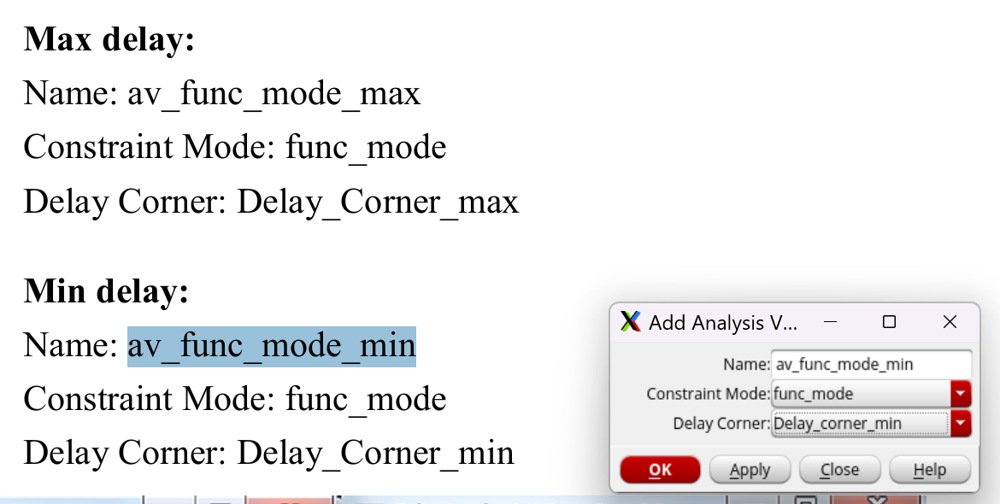 Max delay:
Name: av_func_mode_max
Constraint Mode: func_mode
Delay Corner: Delay_Corner_max
Min delay:
Name: av_func_mode_min
Constraint Mode: func_mode
Delay Corner: Delay_Corner_min
Add Analysis V...
Name: av_func_mode_min
Constraint Mode: func_mode
Delay Corner: Delay_corner_min
OK Apply Close Help